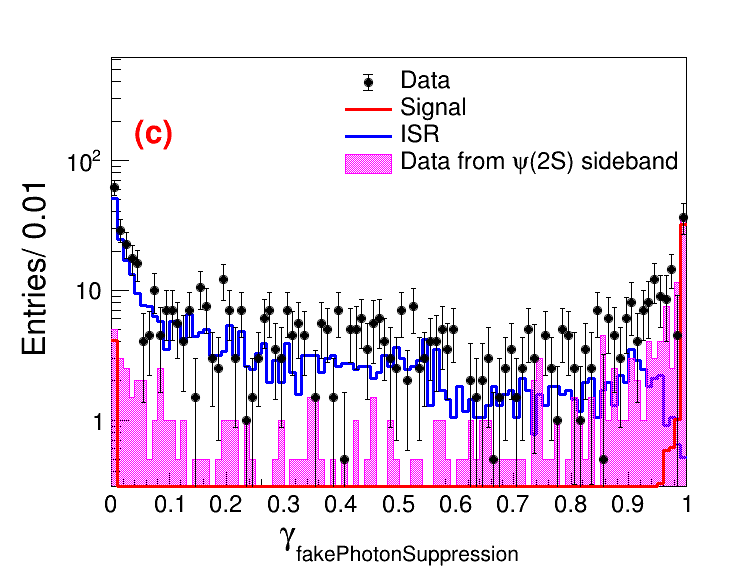 (c)
Data
Signal
ISR
Data from ψ(2S) sideband
Entries/ 0.01
10²
10
1
0 0.1 0.2 0.3 0.4 0.5 0.6 0.7 0.8 0.9 1
γfakePhotonSuppression